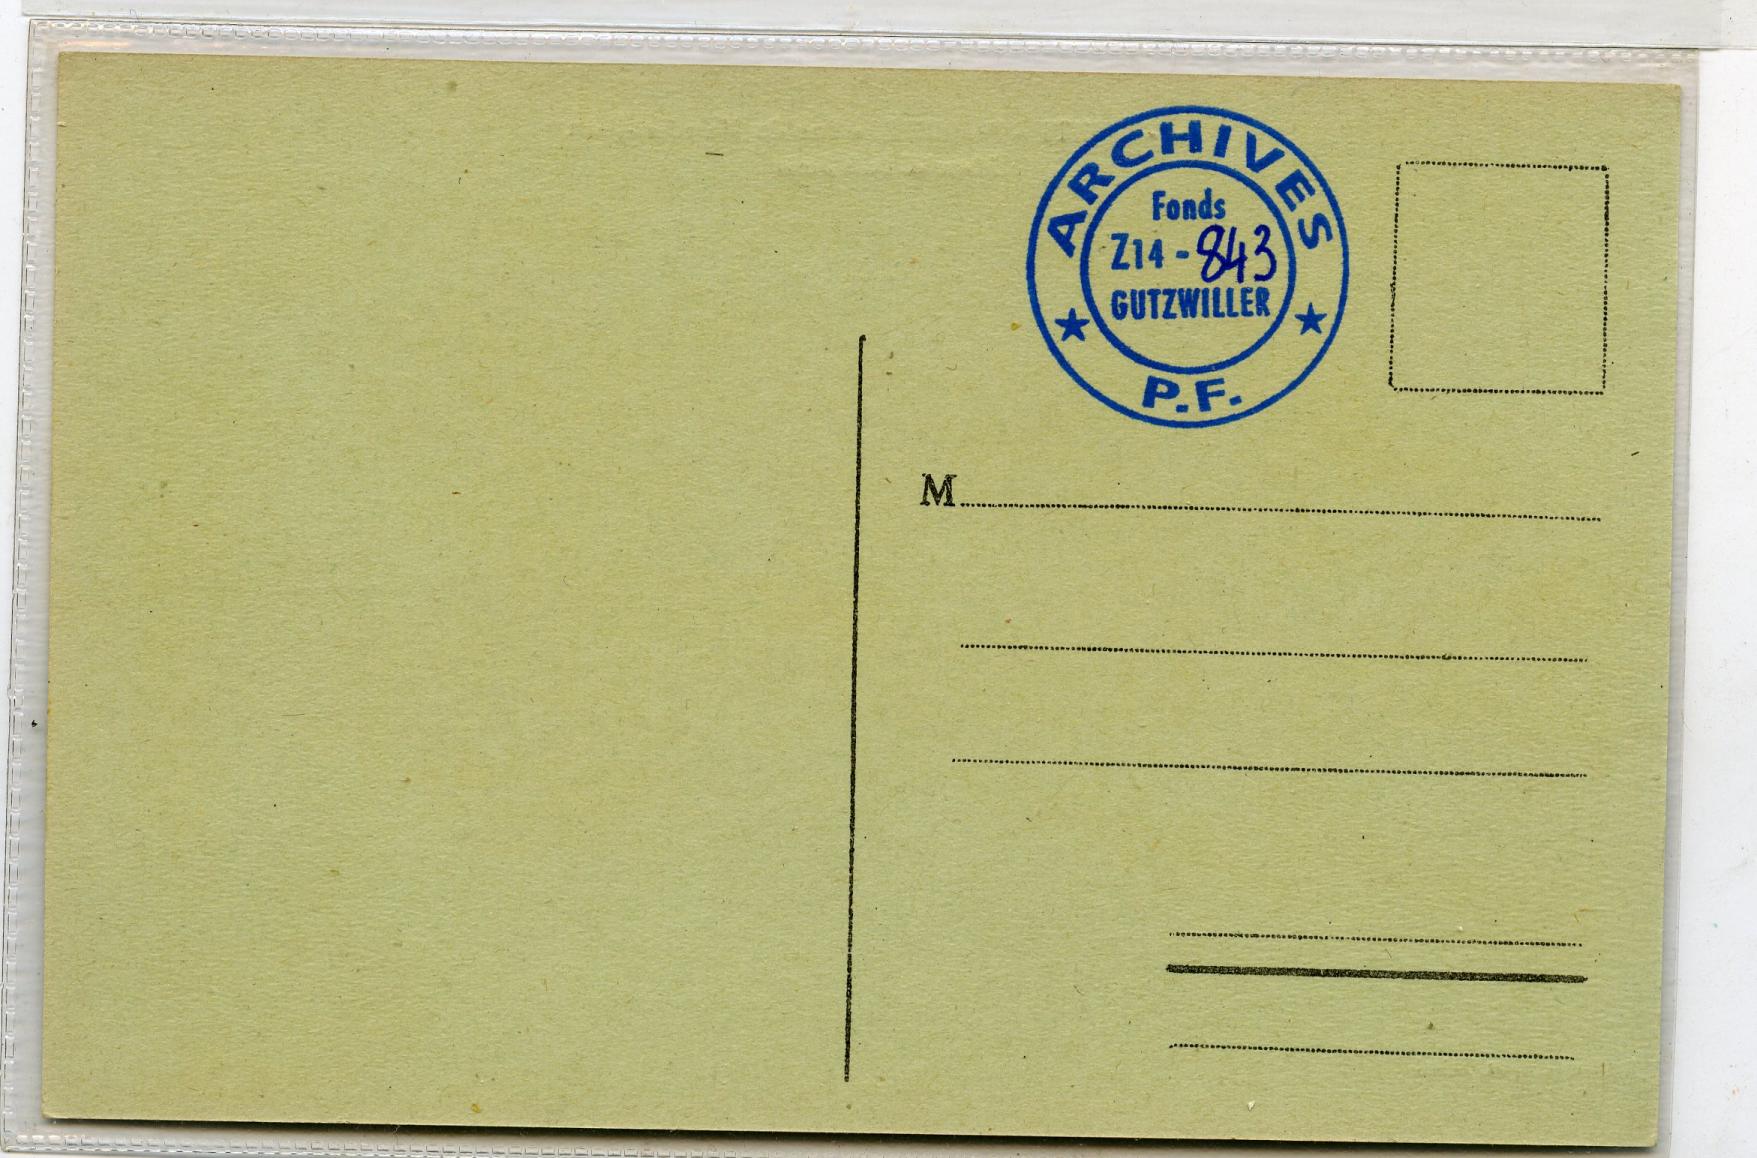 ARCHIVES
Fonds
Z14 - 843
GUTZWILLER
★ P.F. ★
M